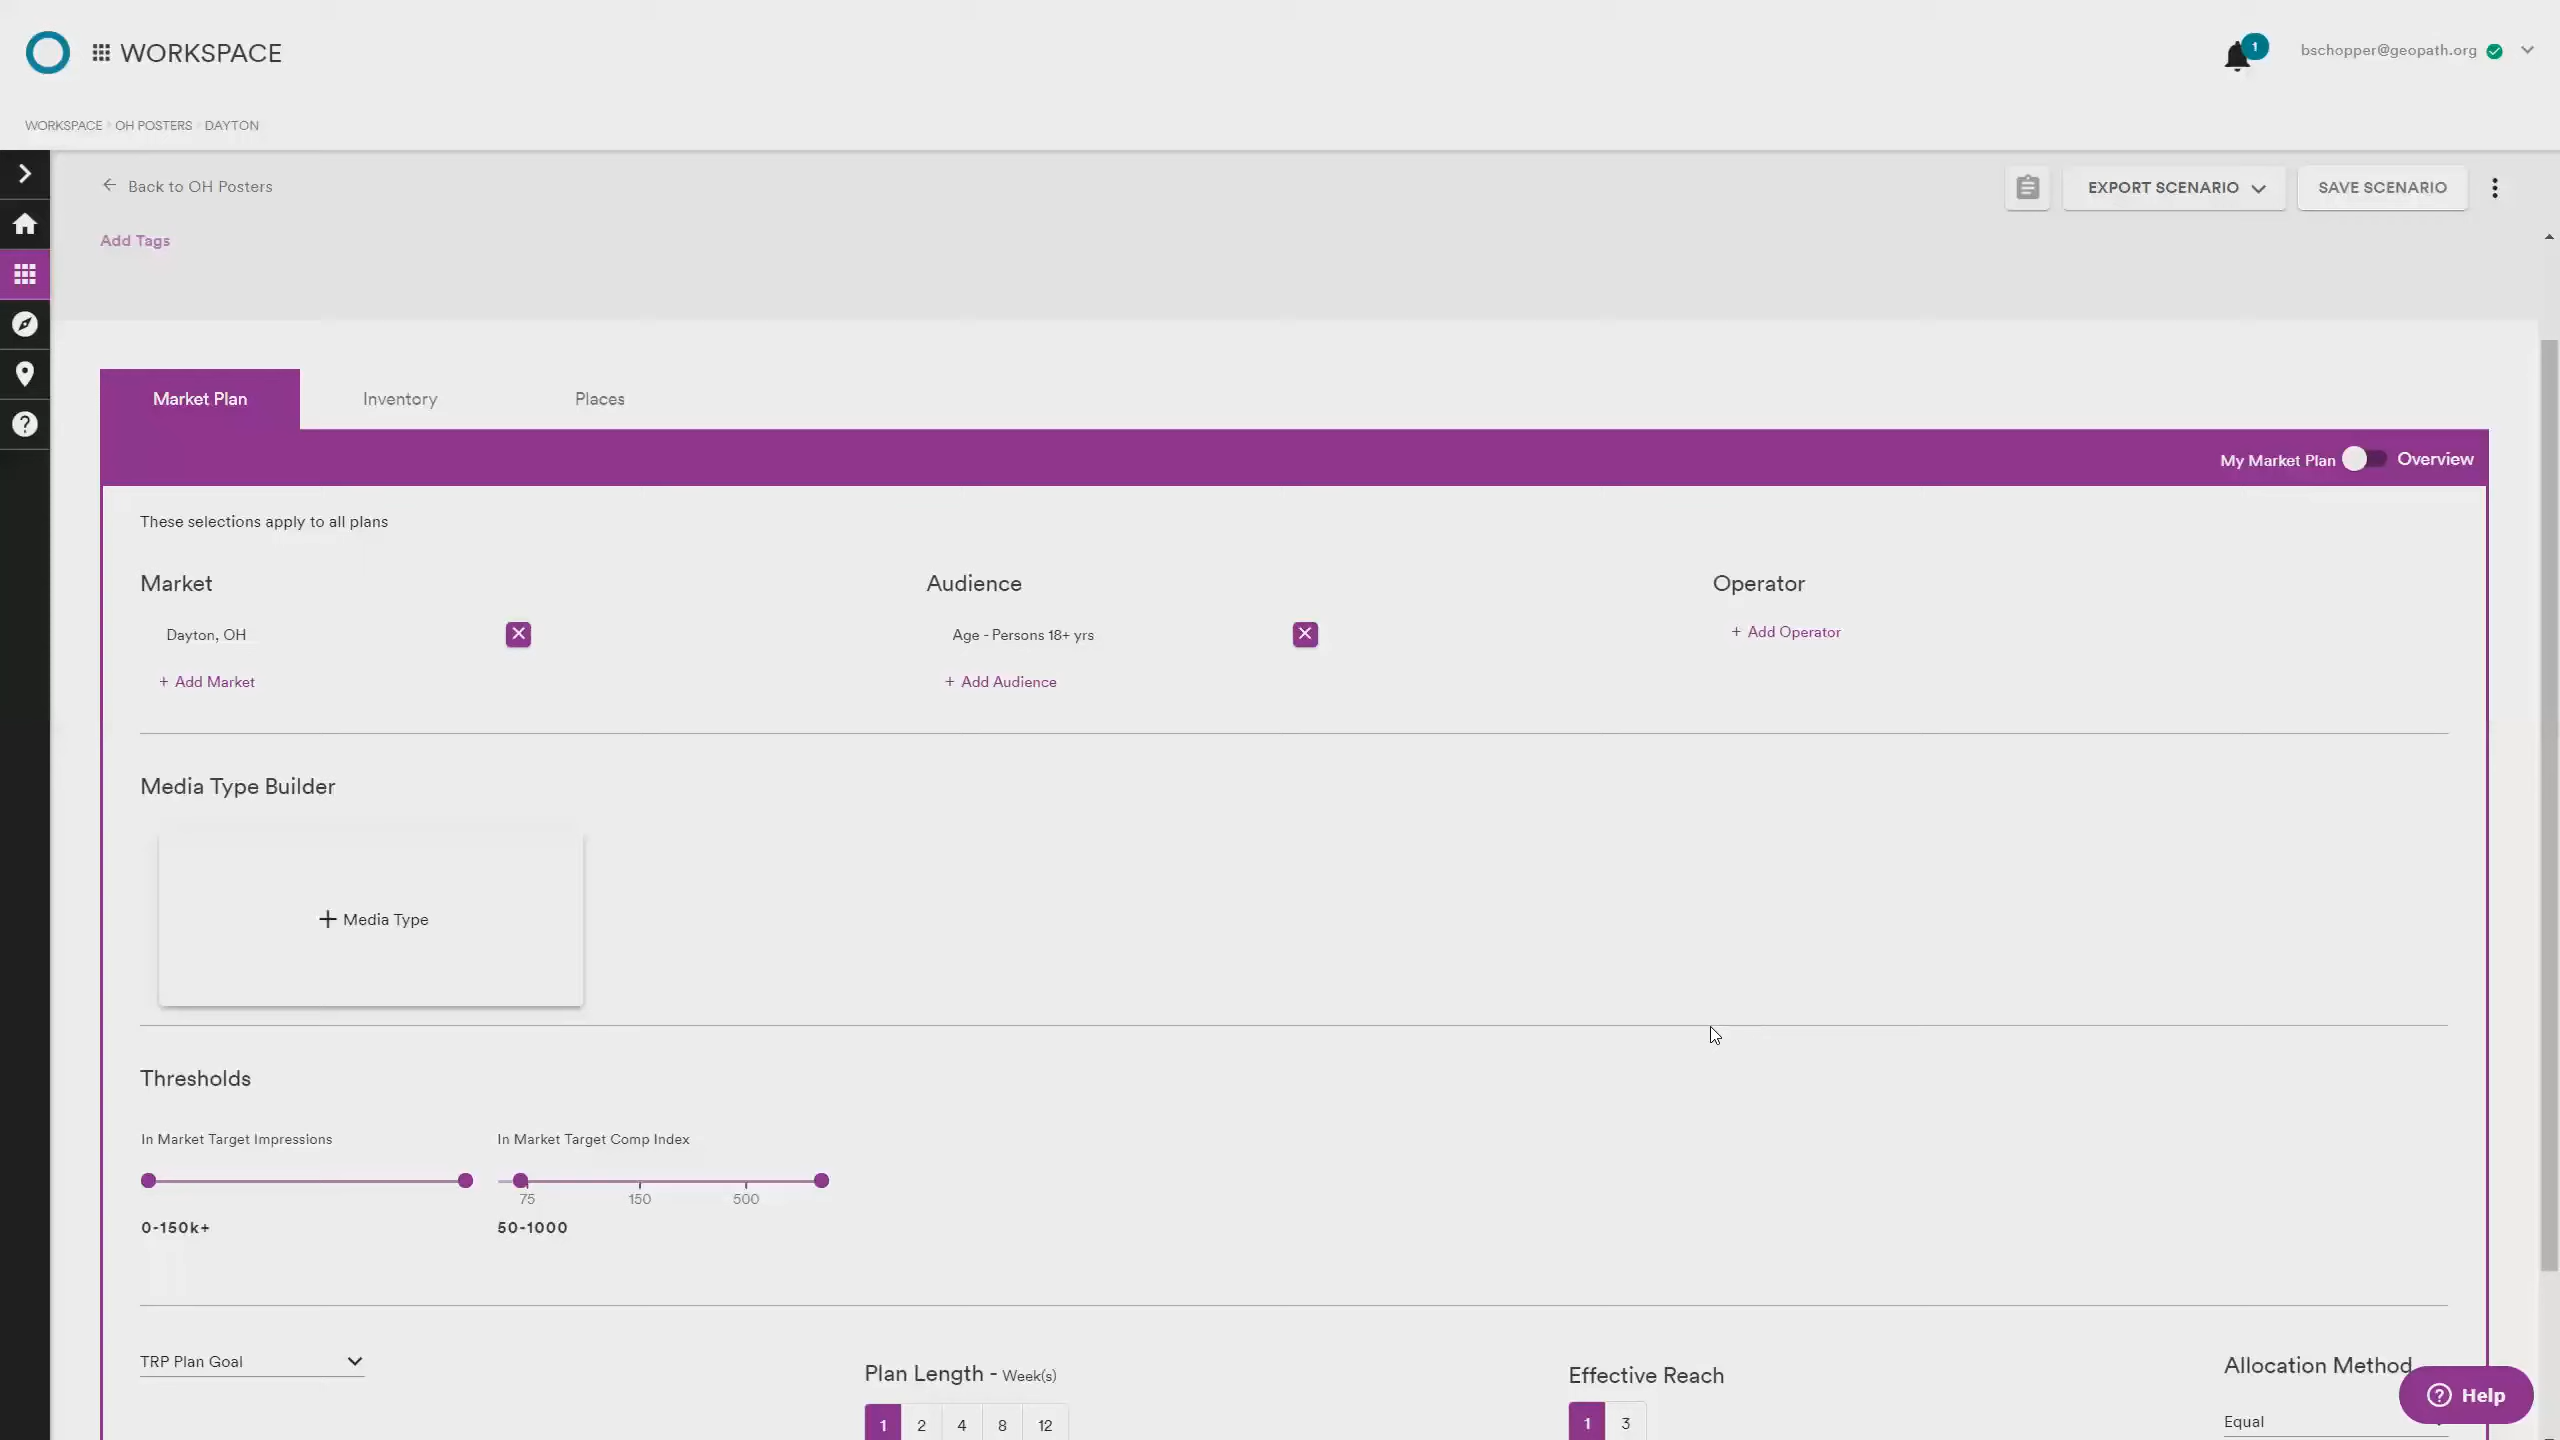 WORKSPACE
1
bschopper@geopath.org
WORKSPACE OH POSTERS DAYTON
Back to OH Posters
EXPORT SCENARIO
SAVE SCENARIO
Add Tags
Market Plan
Inventory
Places
My Market Plan
Overview
These selections apply to all plans
Market
Audience
Operator
Dayton, OH
Age - Persons 18+ yrs
+ Add Operator
+ Add Market
+ Add Audience
Media Type Builder
+ Media Type
Thresholds
In Market Target Impressions
In Market Target Comp Index
75
150
500
0-150k+
50-1000
TRP Plan Goal
Plan Length - Week(s)
Effective Reach
Allocation Method
1
2
4
8
12
1
3
Equal
? Help